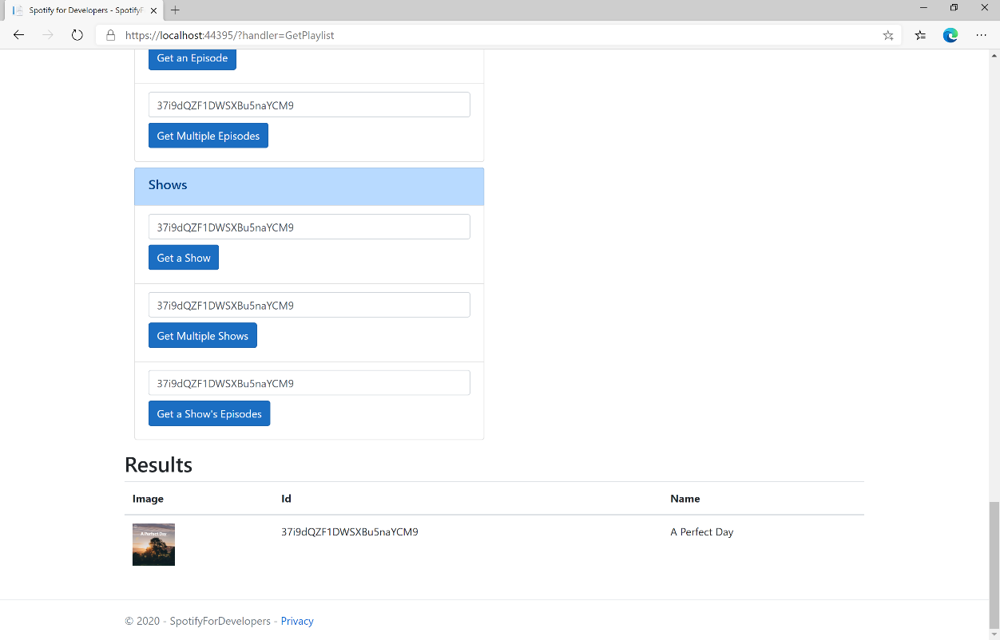 Spotify for Developers - SpotifyF
https://localhost:44395/?handler=GetPlaylist
Get an Episode
37i9dQZF1DWSXBu5naYCM9
Get Multiple Episodes
Shows
37i9dQZF1DWSXBu5naYCM9
Get a Show
37i9dQZF1DWSXBu5naYCM9
Get Multiple Shows
37i9dQZF1DWSXBu5naYCM9
Get a Show's Episodes
Results
Image Id Name
A Perfect Day
37i9dQZF1DWSXBu5naYCM9 A Perfect Day
© 2020 - SpotifyForDevelopers - Privacy